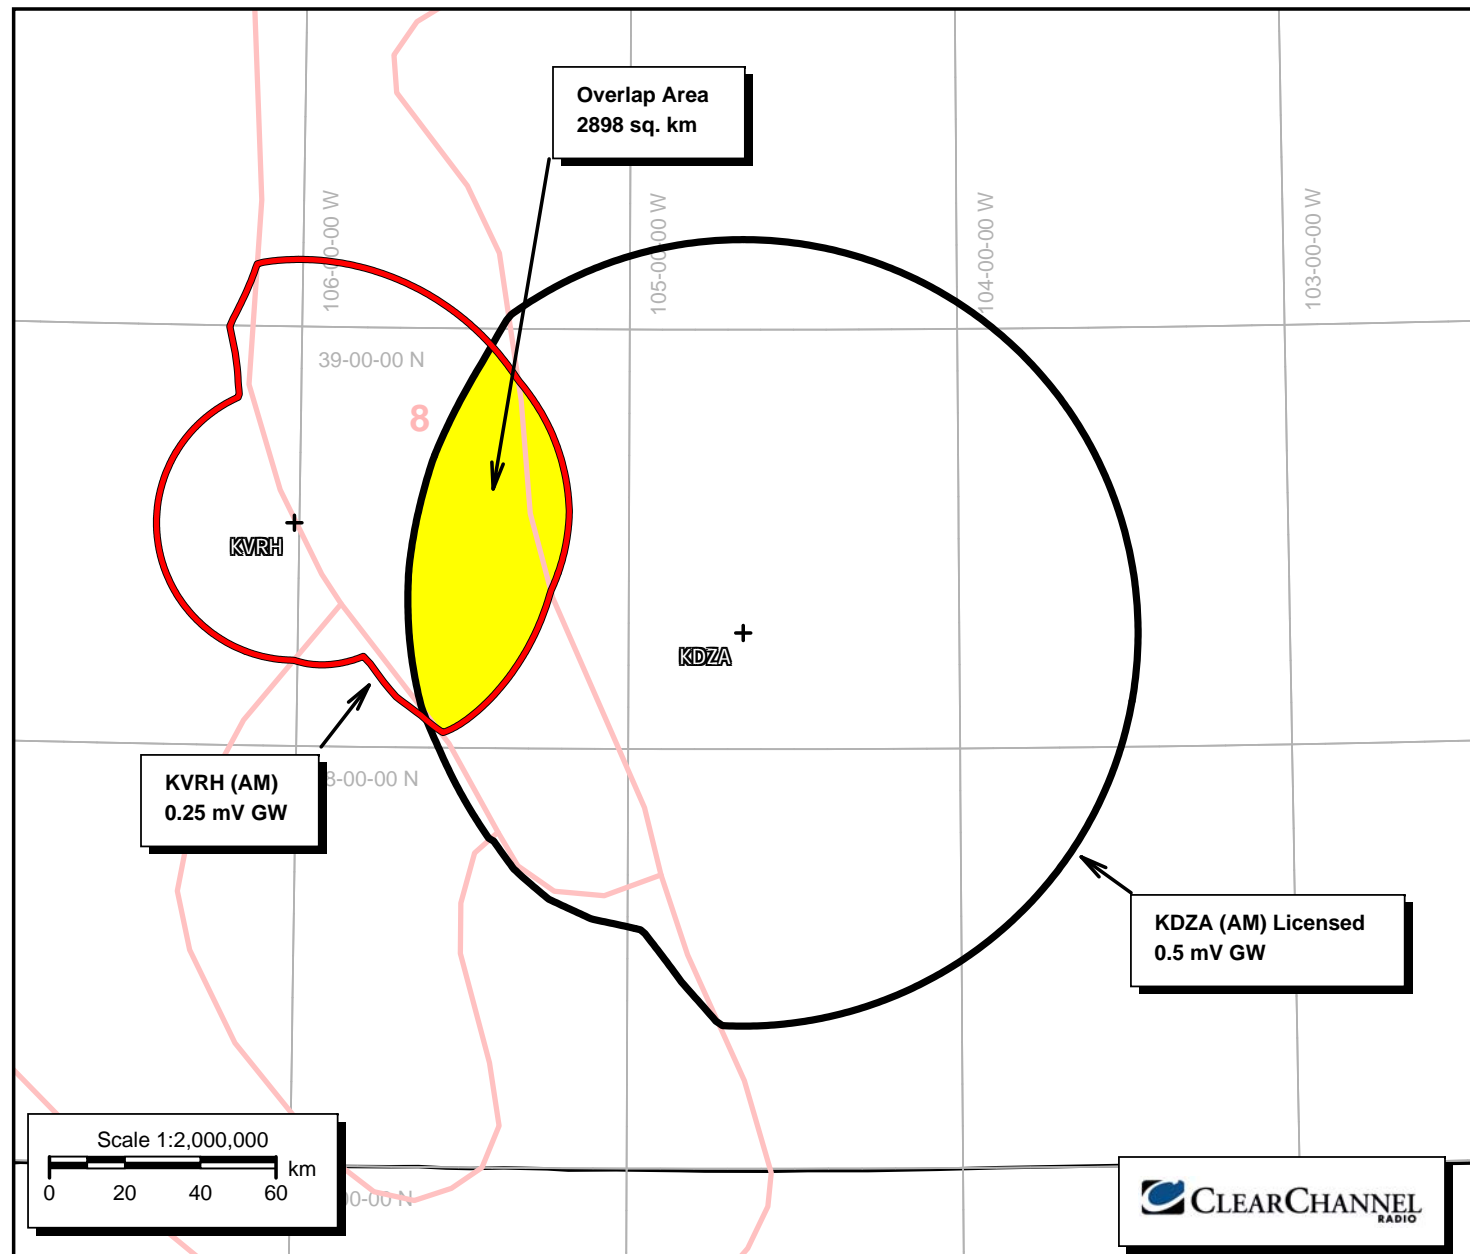 Overlap Area
2898 sq. km
106-00-00 W
105-00-00 W
104-00-00 W
103-00-00 W
39-00-00 N
8
KVRH
KDZA
KVRH (AM)
0.25 mV GW
8-00-00 N
KDZA (AM) Licensed
0.5 mV GW
Scale 1:2,000,000
km
0 20 40 60
00-00 N
CLEARCHANNEL
RADIO